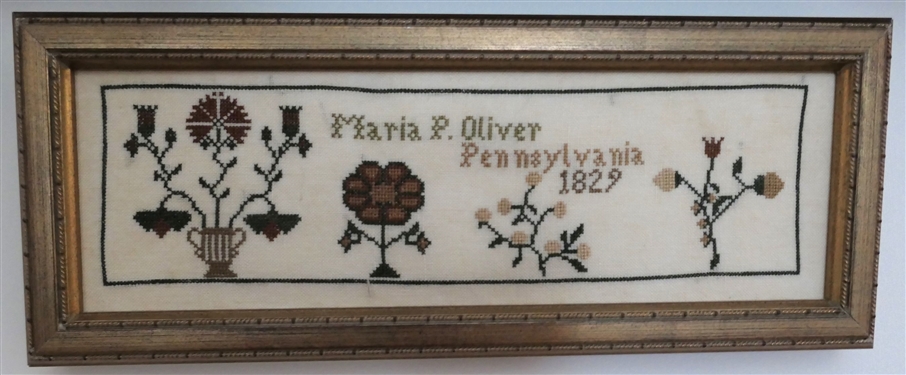 Maria P. Oliver
Pennsylvania
1829